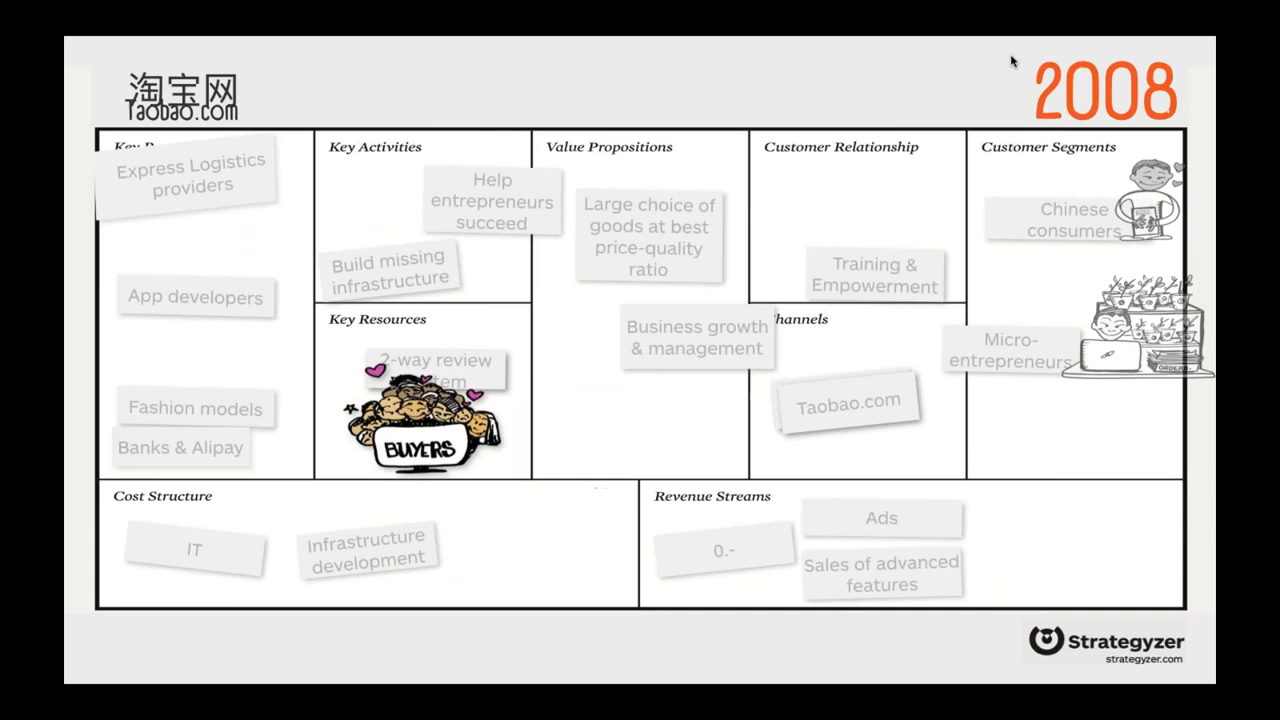 淘宝网
Taobao.com
2008
Key P
Express Logistics
providers
App developers
Fashion models
Banks & Alipay
Key Activities
Help
entrepreneurs
succeed
Build missing
infrastructure
Key Resources
2-way review
tem
BUYERS
Value Propositions
Large choice of
goods at best
price-quality
ratio
Business growth
& management
Customer Relationship
Training &
Empowerment
hannels
Taobao.com
Customer Segments
Chinese
consumers
Micro-
entrepreneurs
ORDERS
Cost Structure
IT
Infrastructure
development
Revenue Streams
0.-
Ads
Sales of advanced
features
Strategyzer
strategyzer.com